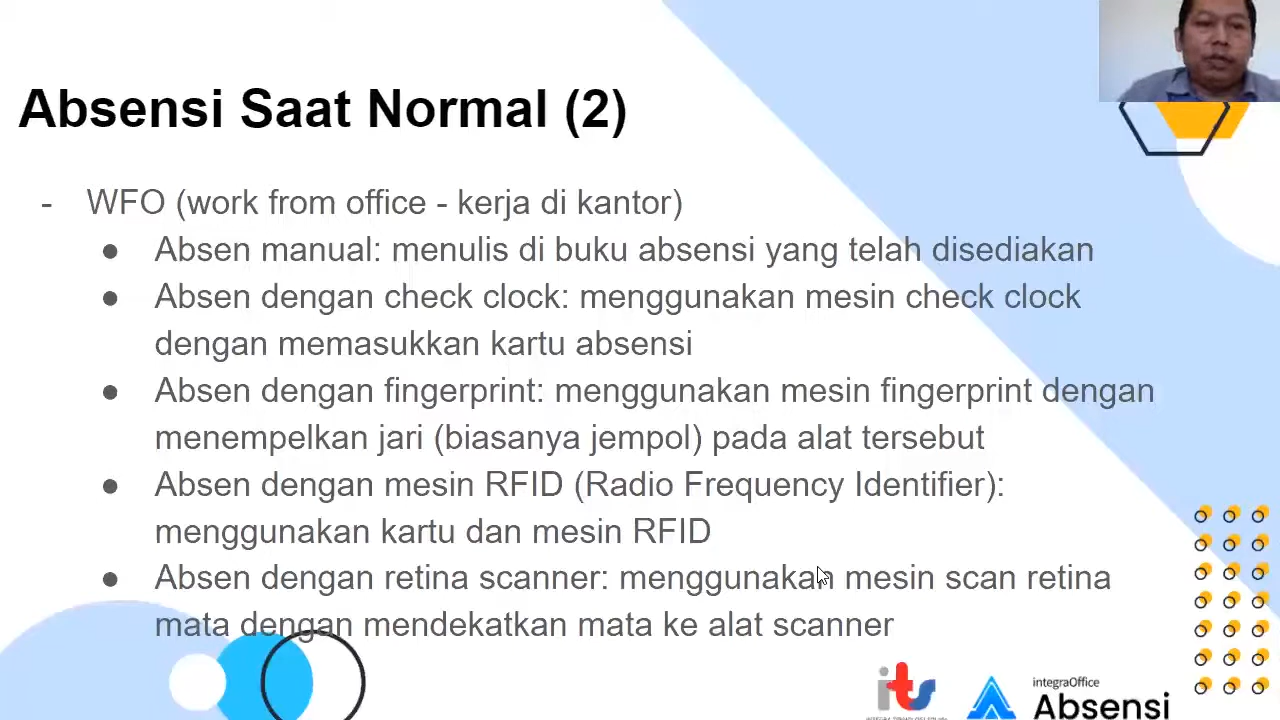 Absensi Saat Normal (2)
- WFO (work from office - kerja di kantor)
● Absen manual: menulis di buku absensi yang telah disediakan
● Absen dengan check clock: menggunakan mesin check clock
dengan memasukkan kartu absensi
● Absen dengan fingerprint: menggunakan mesin fingerprint dengan
menempelkan jari (biasanya jempol) pada alat tersebut
● Absen dengan mesin RFID (Radio Frequency Identifier):
menggunakan kartu dan mesin RFID
● Absen dengan retina scanner: menggunakan mesin scan retina
mata dengan mendekatkan mata ke alat scanner
its
integraOffice
Absensi